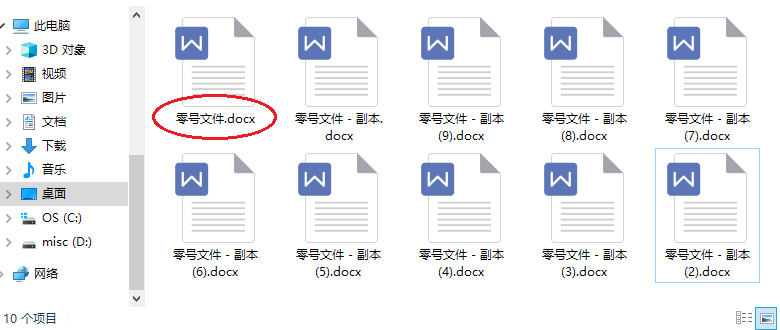 此电脑
3D 对象
视频
图片
文档
下载
音乐
桌面
OS (C:)
misc (D:)
网络
零号文件.docx
零号文件 - 副本.
docx
零号文件 - 副本
(9).docx
零号文件 - 副本
(8).docx
零号文件 - 副本
(7).docx
零号文件 - 副本
(6).docx
零号文件 - 副本
(5).docx
零号文件 - 副本
(4).docx
零号文件 - 副本
(3).docx
零号文件 - 副本
(2).docx
10 个项目